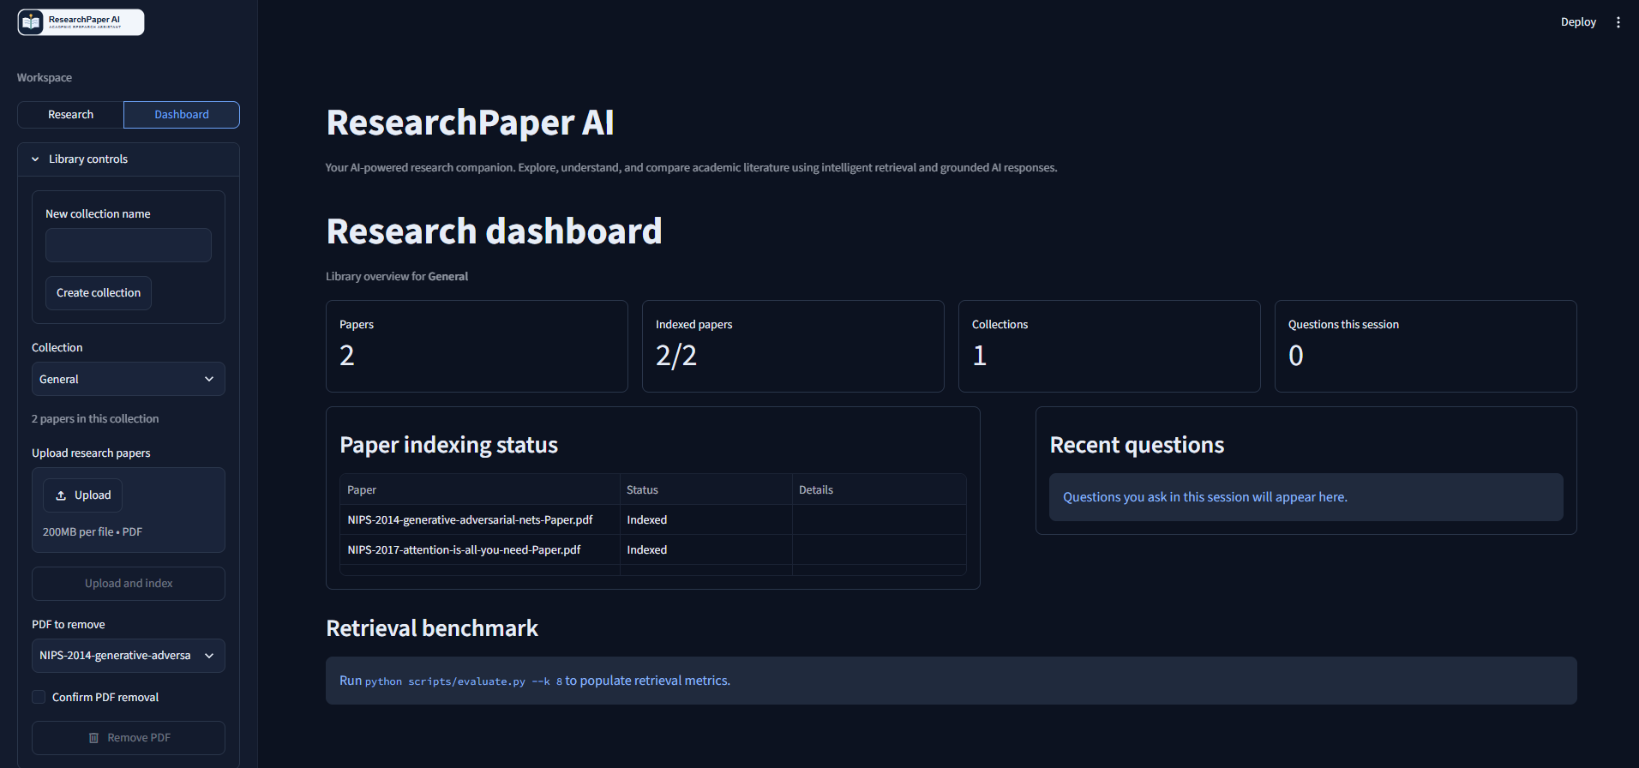 ResearchPaper AI
ACADEMIC RESEARCH ASSISTANT
Deploy
Workspace
Research
Dashboard
Library controls
New collection name
Create collection
Collection
General
2 papers in this collection
Upload research papers
Upload
200MB per file • PDF
Upload and index
PDF to remove
NIPS-2014-generative-adversa
Confirm PDF removal
Remove PDF
ResearchPaper AI
Your AI-powered research companion. Explore, understand, and compare academic literature using intelligent retrieval and grounded AI responses.
Research dashboard
Library overview for General
Papers
2
Indexed papers
2/2
Collections
1
Questions this session
0
Paper indexing status
Paper Status Details
NIPS-2014-generative-adversarial-nets-Paper.pdf Indexed
NIPS-2017-attention-is-all-you-need-Paper.pdf Indexed
Recent questions
Questions you ask in this session will appear here.
Retrieval benchmark
Run python scripts/evaluate.py --k 8 to populate retrieval metrics.